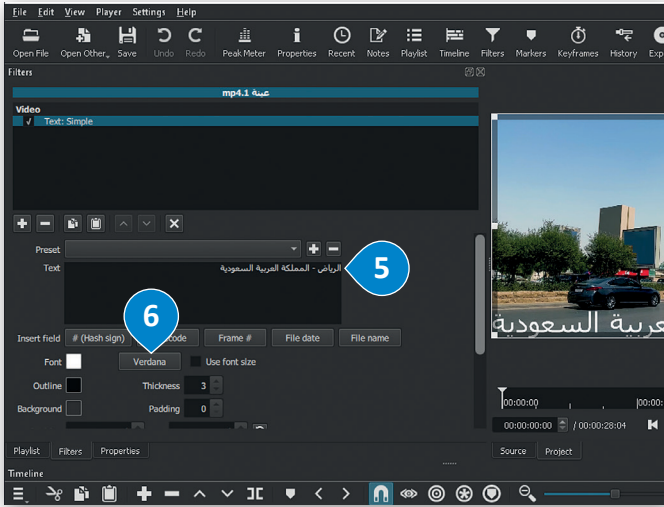 File Edit View Player Settings Help
Open File Open Other... Save Undo Redo Peak Meter Properties Recent Notes Playlist Timeline Filters Markers Keyframes History
Filters
عينة 1.mp4
Video
Text: Simple
Preset
Text
الرياض - المملكة العربية السعودية
5
6
Insert field # (Hash sign) Frame # File date File name
Font Verdana Use font size
Outline Thickness 3
Background Padding 0
عربية السعودية
00:00:00 00:00:
00:00:00:00 / 00:00:28:04
Playlist Filters Properties
Source Project
Timeline